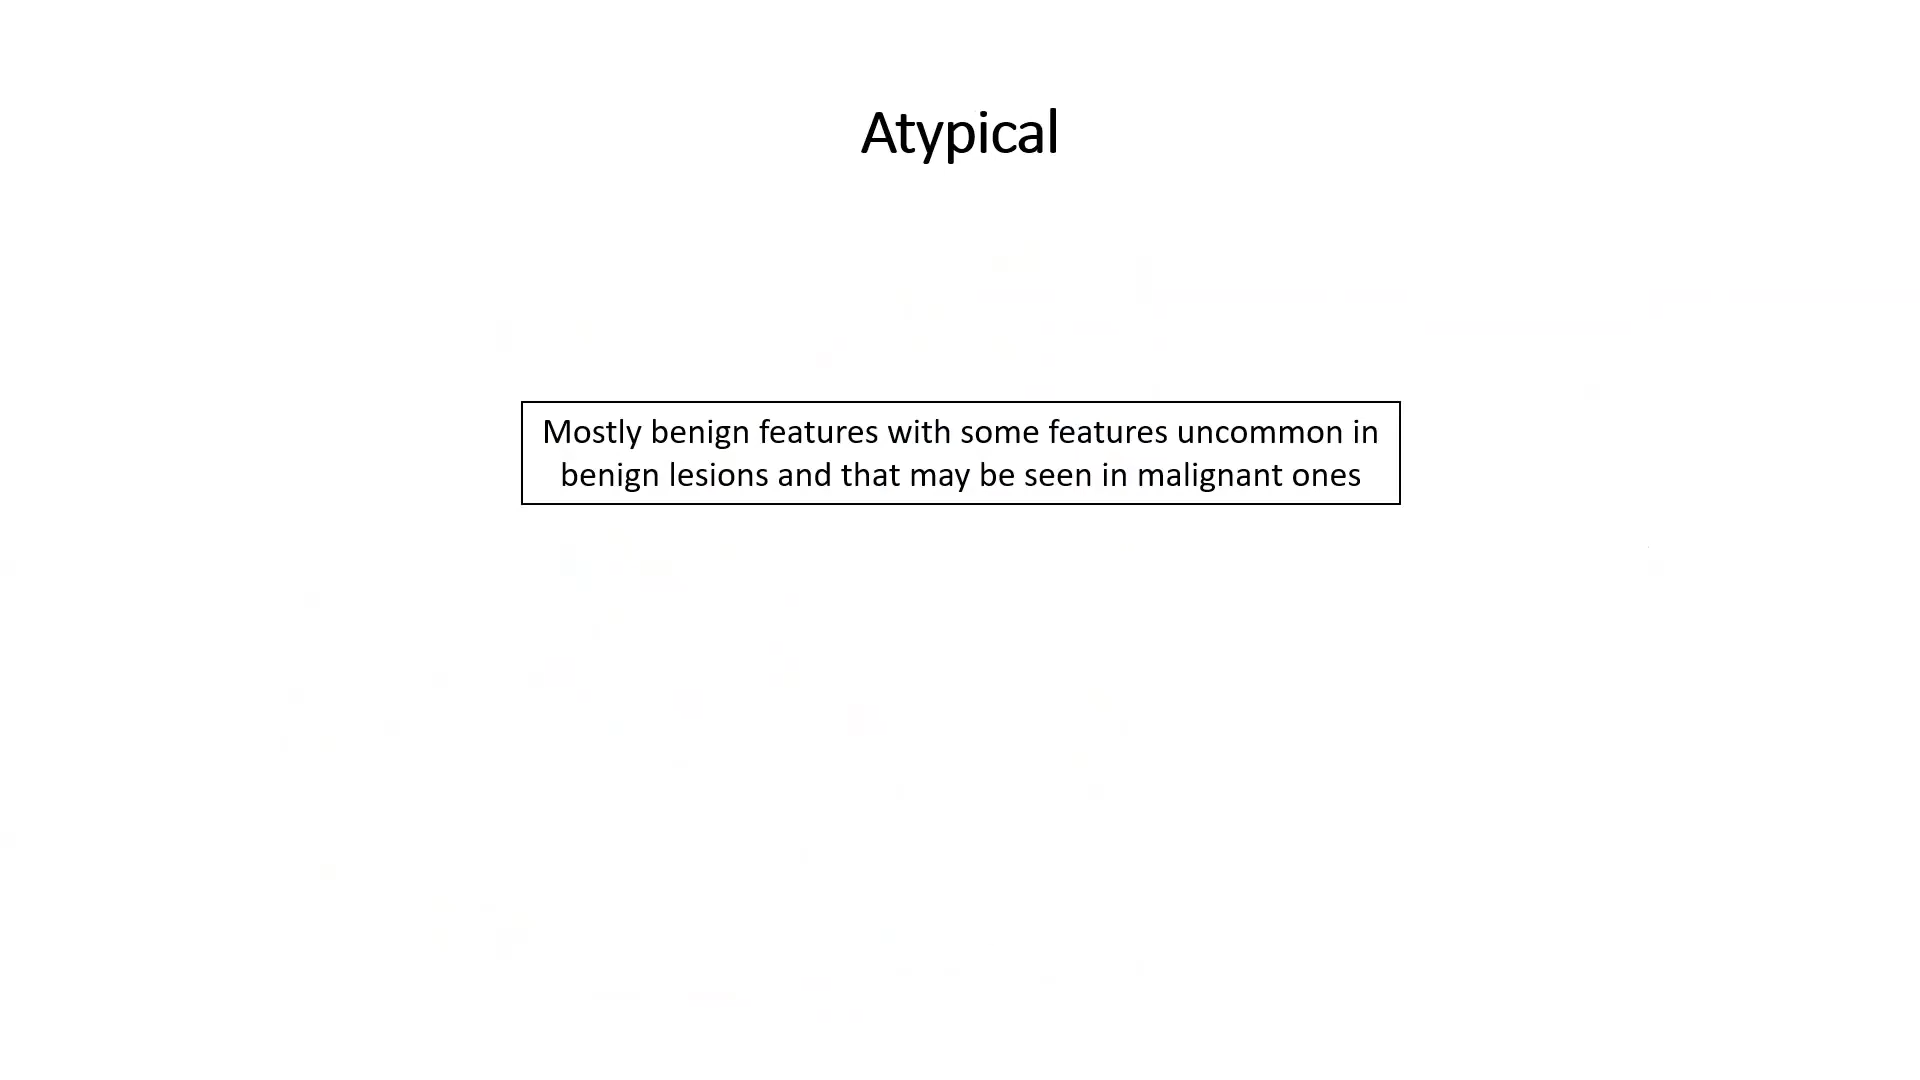 Atypical
Mostly benign features with some features uncommon in
benign lesions and that may be seen in malignant ones